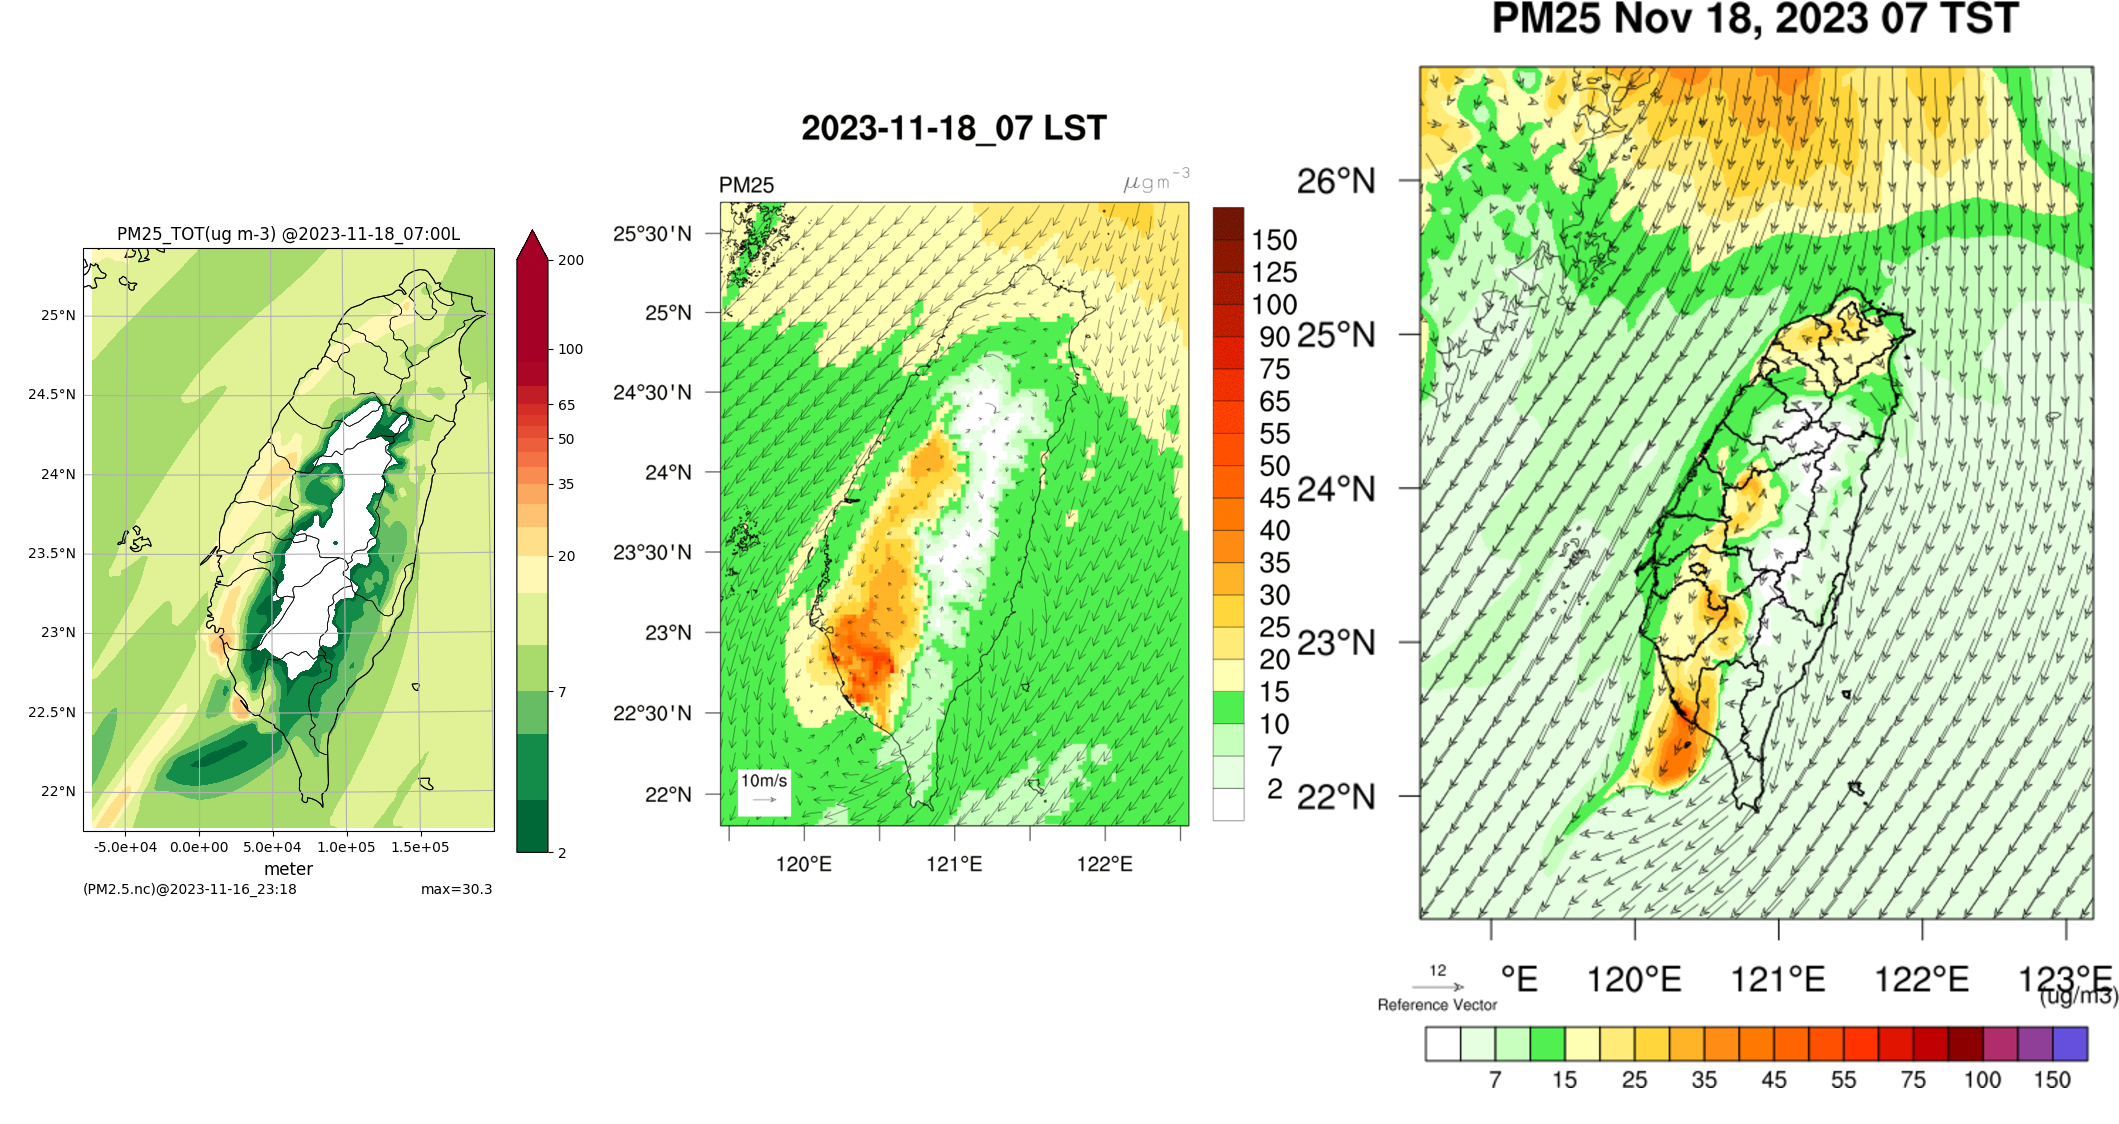 PM25_TOT(ug m-3) @2023-11-18_07:00L
25°N
24.5°N
24°N
23.5°N
23°N
22.5°N
22°N
-5.0e+04 0.0e+00 5.0e+04 1.0e+05 1.5e+05
meter
(PM2.5.nc)@2023-11-16_23:18 max=30.3
200
100
65
50
35
20
7
2
2023-11-18_07 LST
PM25 μgm⁻³
25°30'N
25°N
24°30'N
24°N
23°30'N
23°N
22°30'N
22°N
10m/s
120°E 121°E 122°E
150
125
100
90
75
65
55
50
45
40
35
30
25
20
15
10
7
2
PM25 Nov 18, 2023 07 TST
26°N
25°N
24°N
23°N
22°N
°E 120°E 121°E 122°E 123°E
12
Reference Vector
(ug/m3)
7 15 25 35 45 55 75 100 150